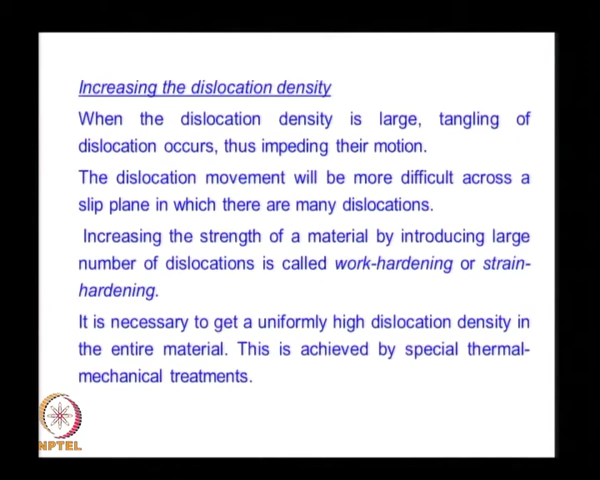 Increasing the dislocation density
When the dislocation density is large, tangling of
dislocation occurs, thus impeding their motion.
The dislocation movement will be more difficult across a
slip plane in which there are many dislocations.
Increasing the strength of a material by introducing large
number of dislocations is called work-hardening or strain-
hardening.
It is necessary to get a uniformly high dislocation density in
the entire material. This is achieved by special thermal-
mechanical treatments.
NPTEL